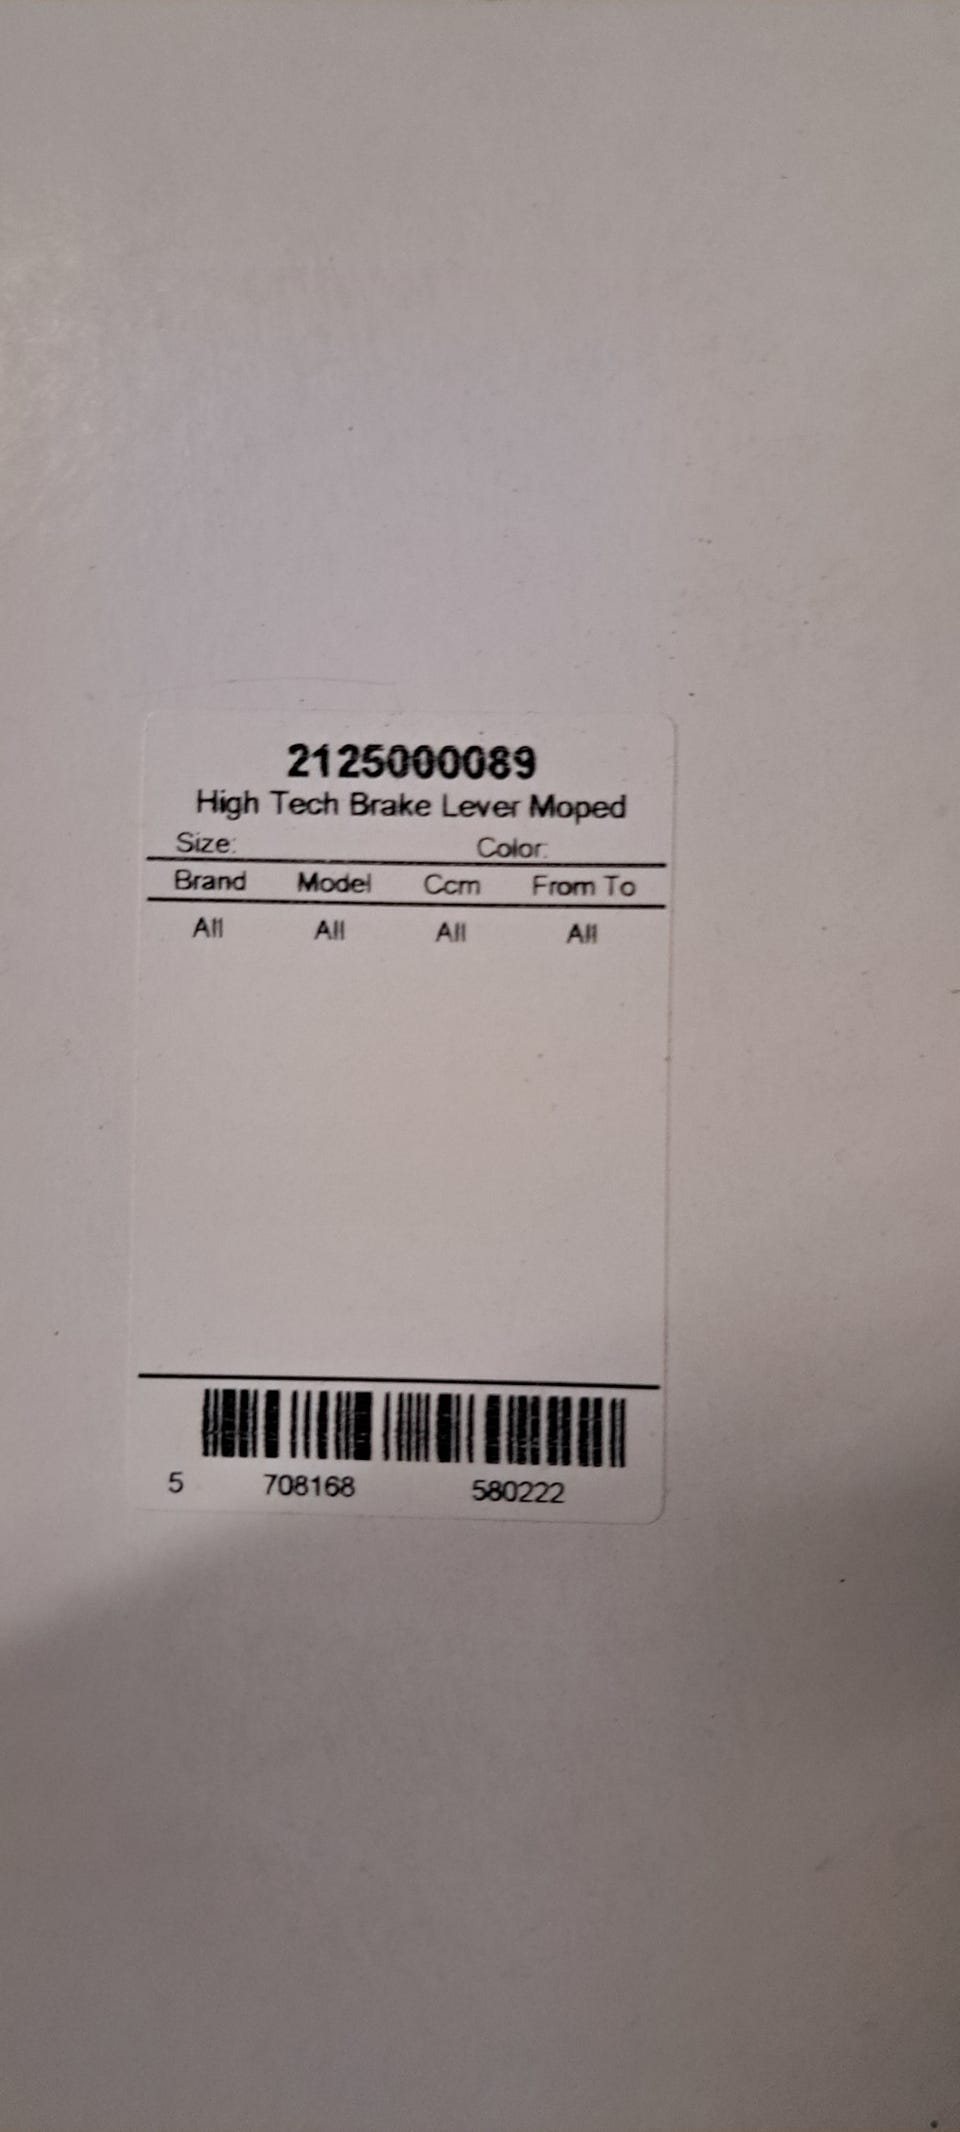 2125000089
High Tech Brake Lever Moped
Size: Color:
Brand Model Ccm From To
All All All All
5 708168 580222